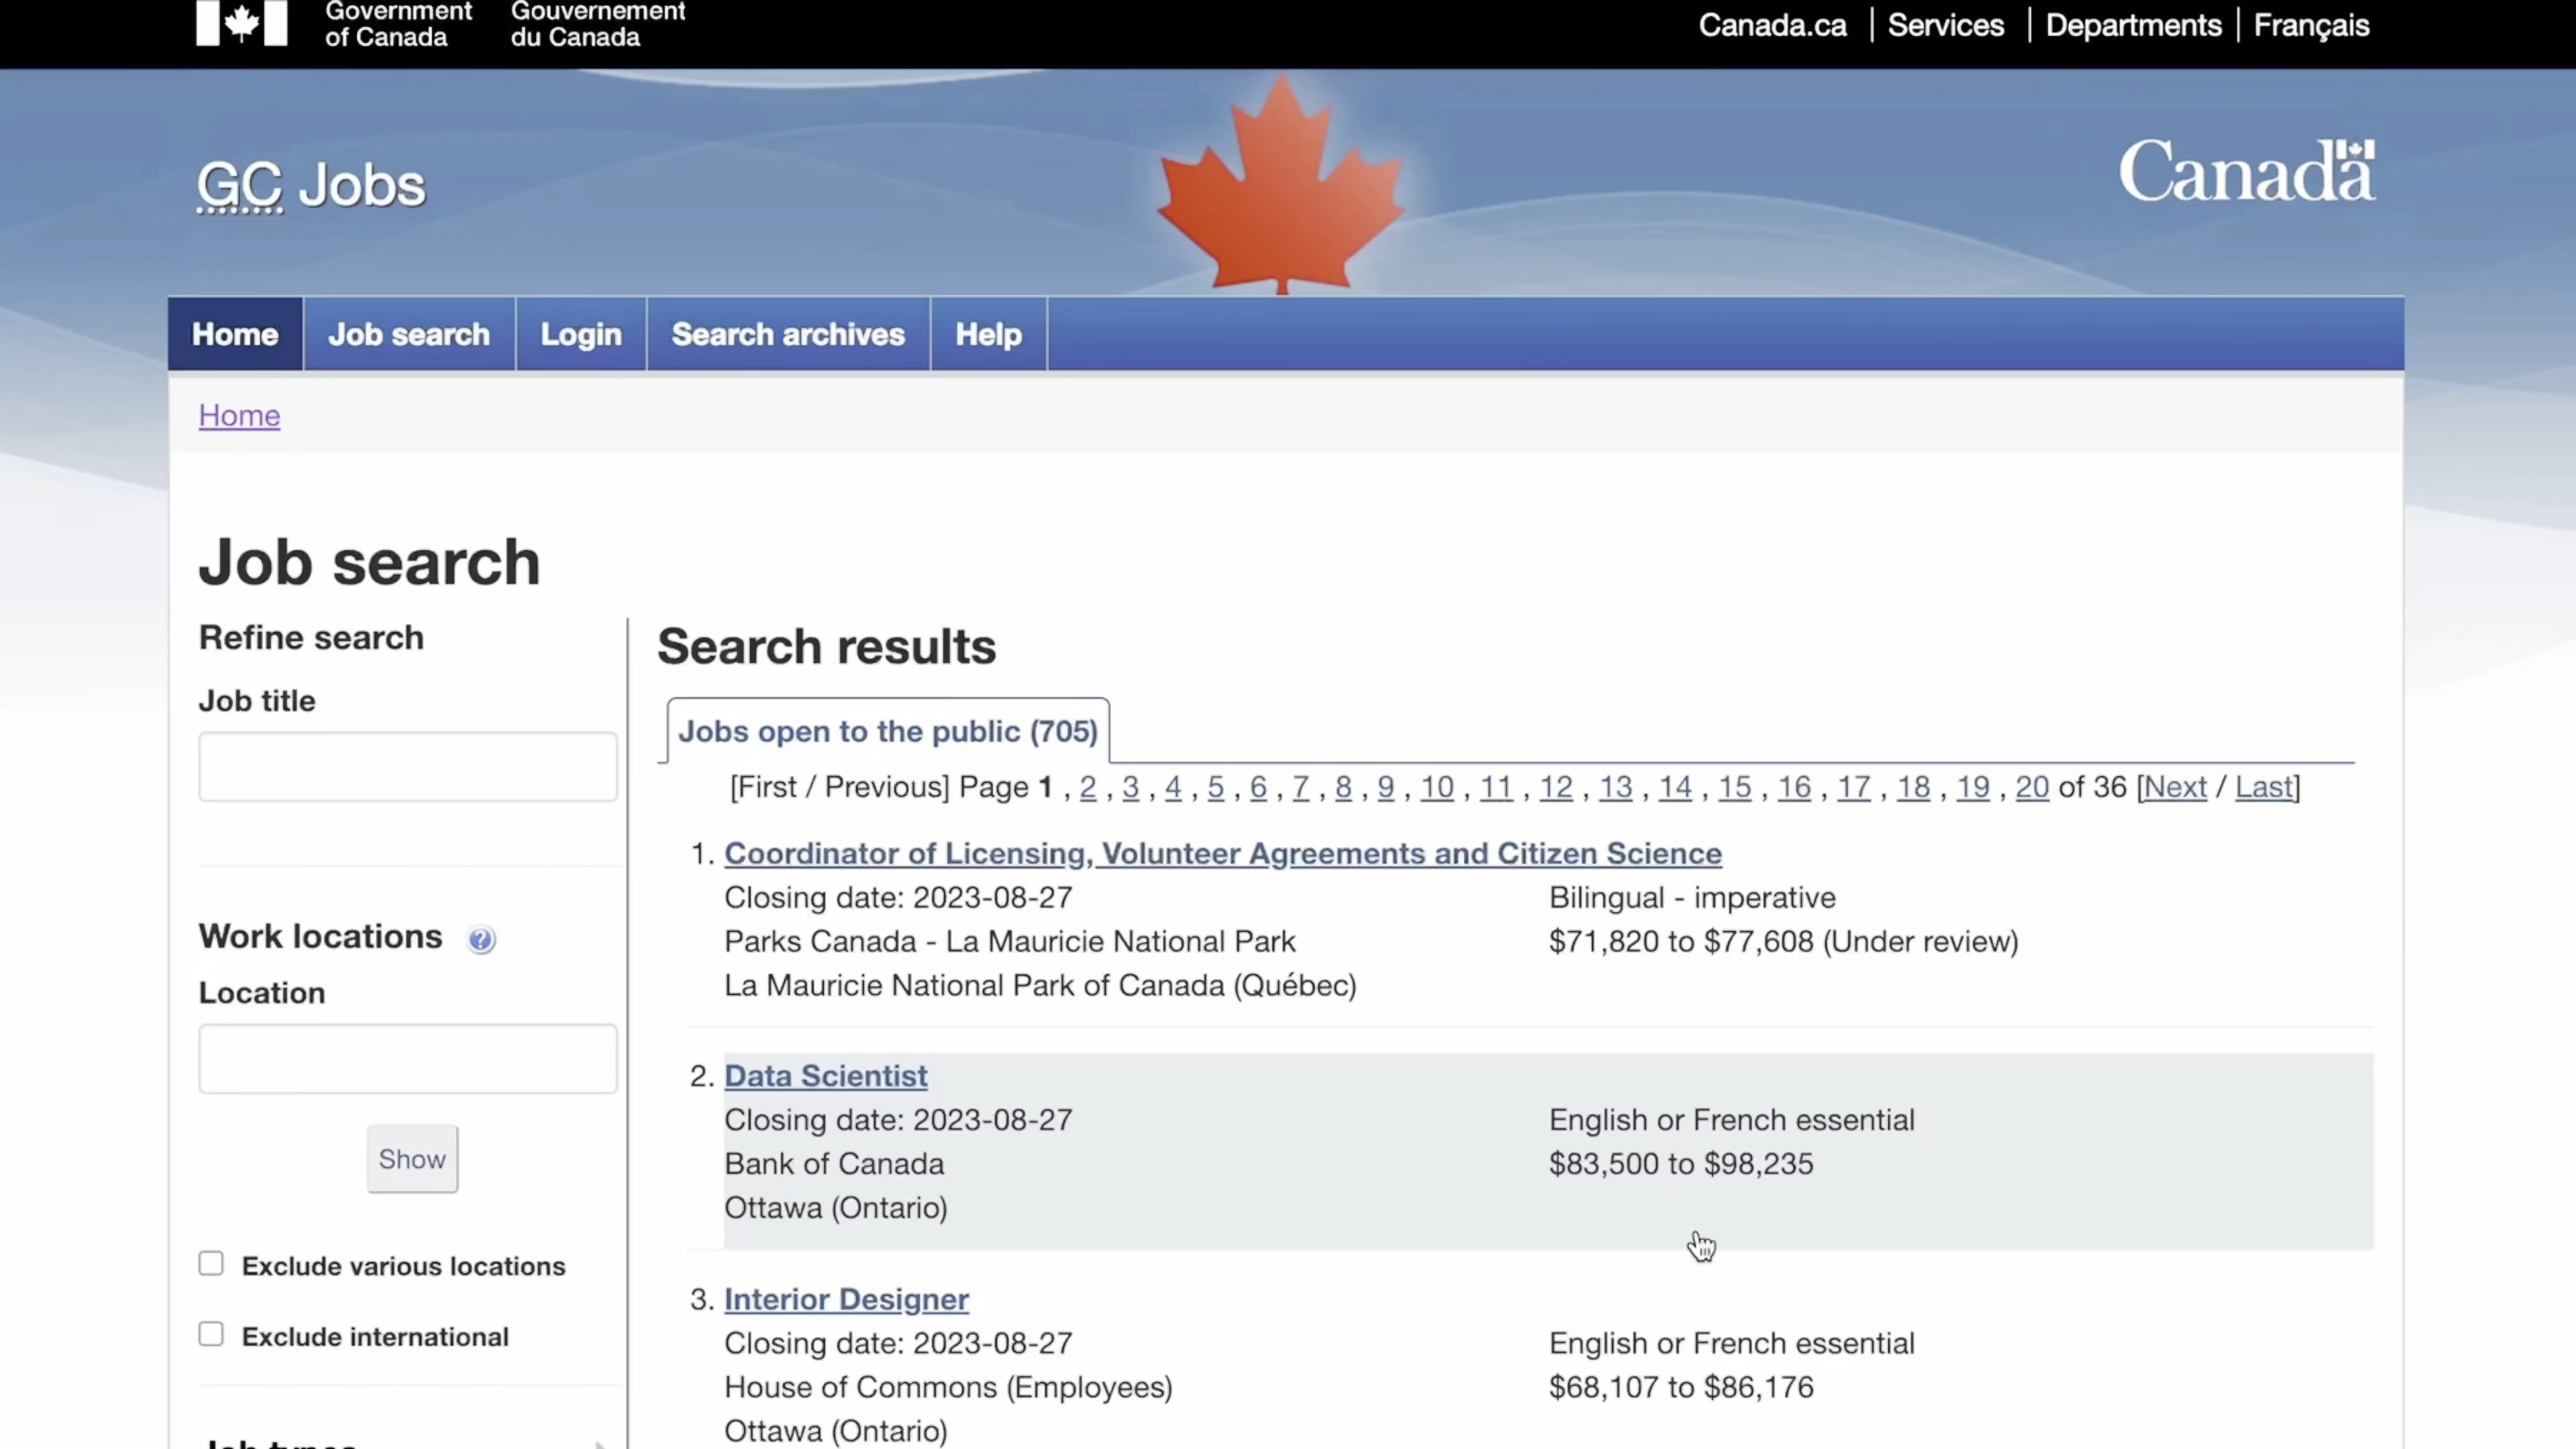 Government of Canada
Gouvernement du Canada
Canada.ca | Services | Departments | Français
GC Jobs
Canada
Home
Job search
Login
Search archives
Help
Home
Job search
Refine search
Job title
Work locations
Location
Show
Exclude various locations
Exclude international
Search results
Jobs open to the public (705)
[First / Previous] Page 1 , 2 , 3 , 4 , 5 , 6 , 7 , 8 , 9 , 10 , 11 , 12 , 13 , 14 , 15 , 16 , 17 , 18 , 19 , 20 of 36 [Next / Last]
1. Coordinator of Licensing, Volunteer Agreements and Citizen Science
Closing date: 2023-08-27
Bilingual - imperative
Parks Canada - La Mauricie National Park
$71,820 to $77,608 (Under review)
La Mauricie National Park of Canada (Québec)
2. Data Scientist
Closing date: 2023-08-27
English or French essential
Bank of Canada
$83,500 to $98,235
Ottawa (Ontario)
3. Interior Designer
Closing date: 2023-08-27
English or French essential
House of Commons (Employees)
$68,107 to $86,176
Ottawa (Ontario)